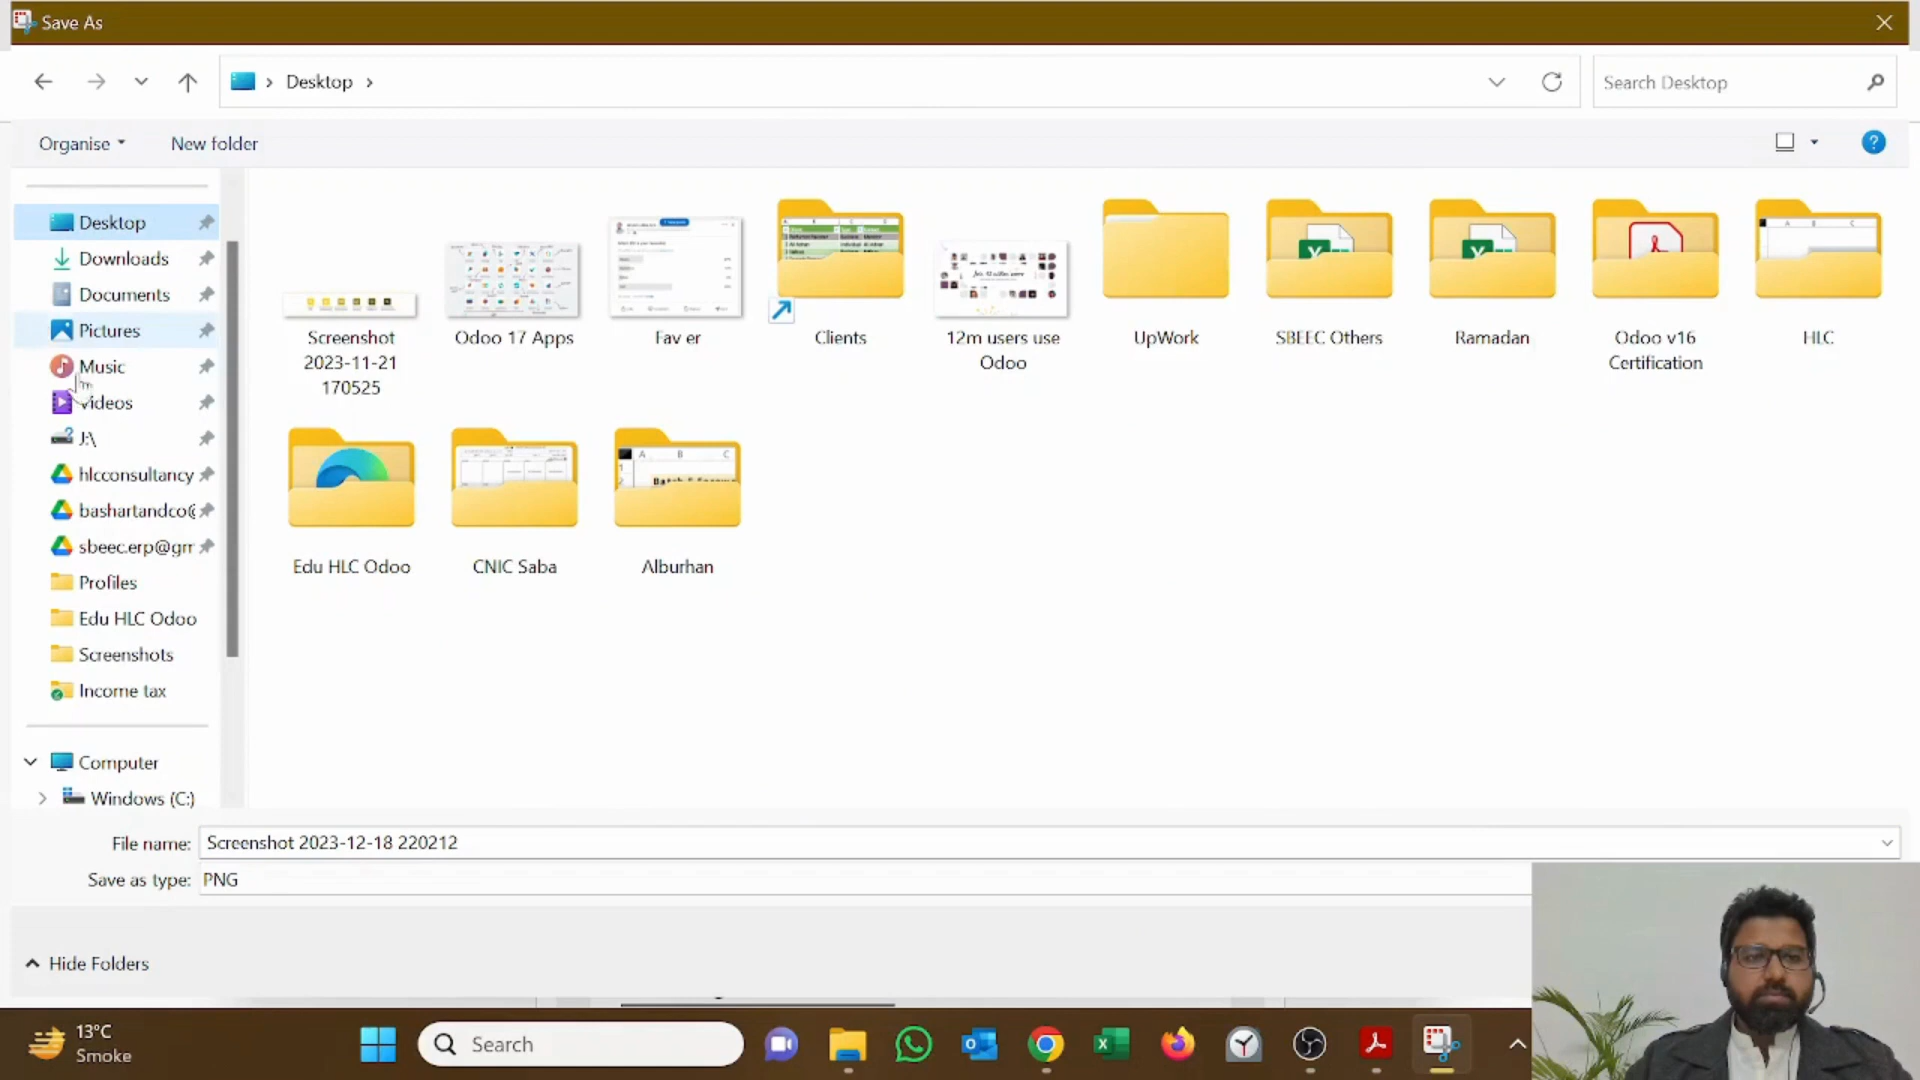 Save As
Desktop
Search Desktop
Organise
New folder
Desktop
Downloads
Documents
Pictures
Music
Videos
J:\
hlcconsultancy
bashartandco@
sbeec.erp@gm
Profiles
Edu HLC Odoo
Screenshots
Income tax
Computer
Windows (C:)
Screenshot
2023-11-21
170525
Odoo 17 Apps
Fav er
Clients
12m users use
Odoo
UpWork
SBEEC Others
Ramadan
Odoo v16
Certification
HLC
Edu HLC Odoo
CNIC Saba
Alburhan
File name: Screenshot 2023-12-18 220212
Save as type: PNG
Hide Folders
13°C
Smoke
Search